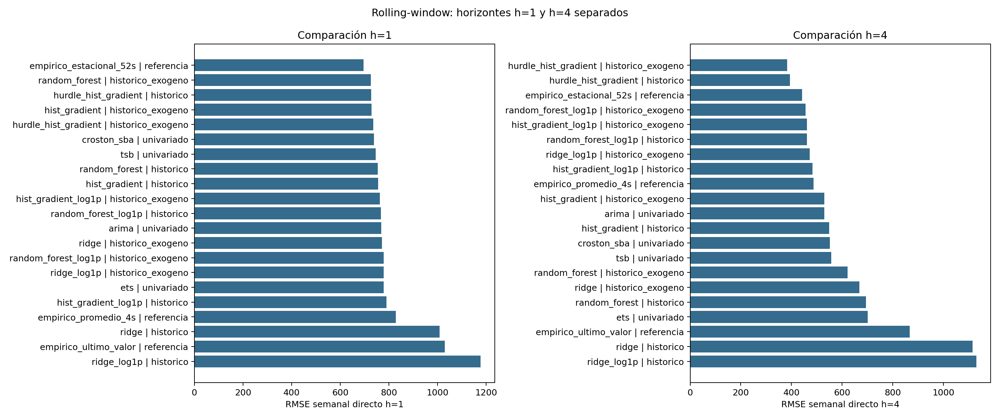 Rolling-window: horizontes h=1 y h=4 separados
Comparación h=1
empirico_estacional_52s | referencia
random_forest | historico_exogeno
hurdle_hist_gradient | historico
hist_gradient | historico_exogeno
hurdle_hist_gradient | historico_exogeno
croston_sba | univariado
tsb | univariado
random_forest | historico
hist_gradient | historico
hist_gradient_log1p | historico_exogeno
random_forest_log1p | historico
arima | univariado
ridge | historico_exogeno
random_forest_log1p | historico_exogeno
ridge_log1p | historico_exogeno
ets | univariado
hist_gradient_log1p | historico
empirico_promedio_4s | referencia
ridge | historico
empirico_ultimo_valor | referencia
ridge_log1p | historico
0 200 400 600 800 1000 1200
RMSE semanal directo h=1
Comparación h=4
hurdle_hist_gradient | historico_exogeno
hurdle_hist_gradient | historico
empirico_estacional_52s | referencia
random_forest_log1p | historico_exogeno
hist_gradient_log1p | historico_exogeno
random_forest_log1p | historico
ridge_log1p | historico_exogeno
hist_gradient_log1p | historico
empirico_promedio_4s | referencia
hist_gradient | historico_exogeno
arima | univariado
hist_gradient | historico
croston_sba | univariado
tsb | univariado
random_forest | historico_exogeno
ridge | historico_exogeno
random_forest | historico
ets | univariado
empirico_ultimo_valor | referencia
ridge | historico
ridge_log1p | historico
0 200 400 600 800 1000
RMSE semanal directo h=4